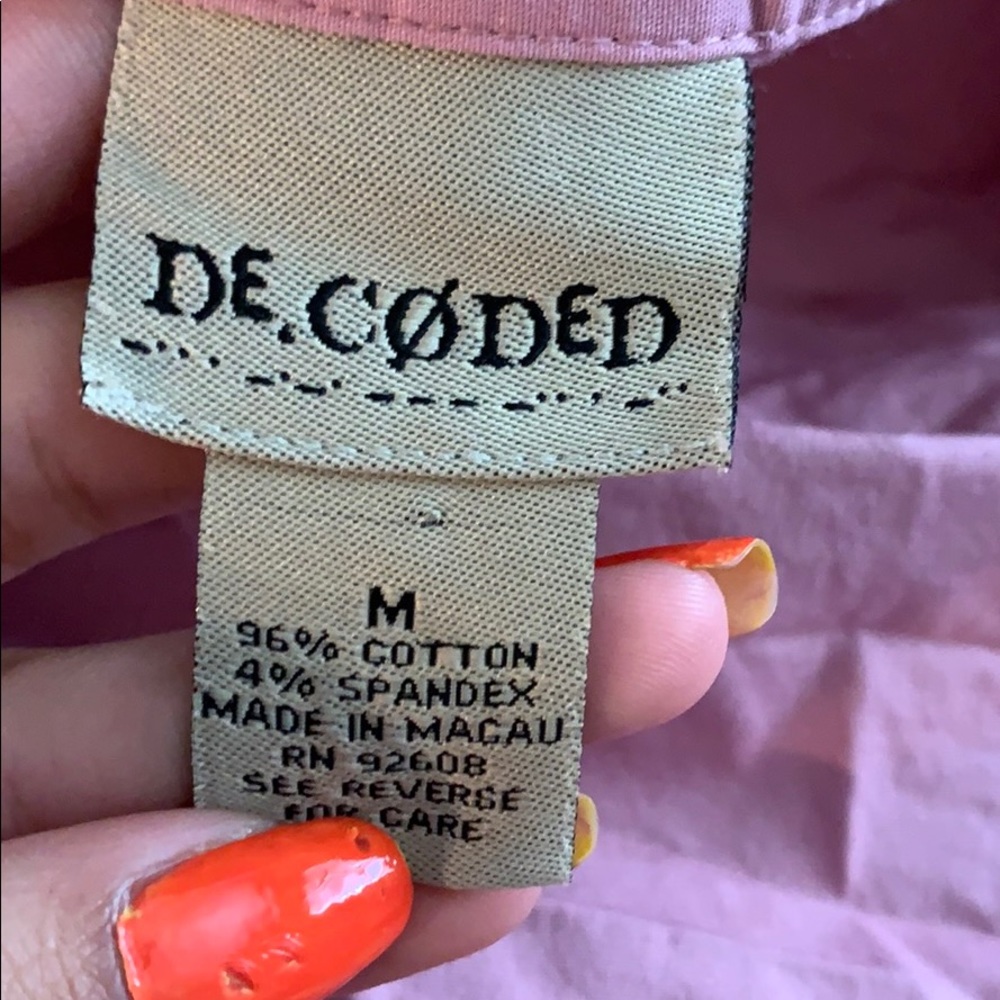 DE.CØDED
M
96% COTTON
4% SPANDEX
MADE IN MACAU
RN 92608
SEE REVERSE
FOR CARE